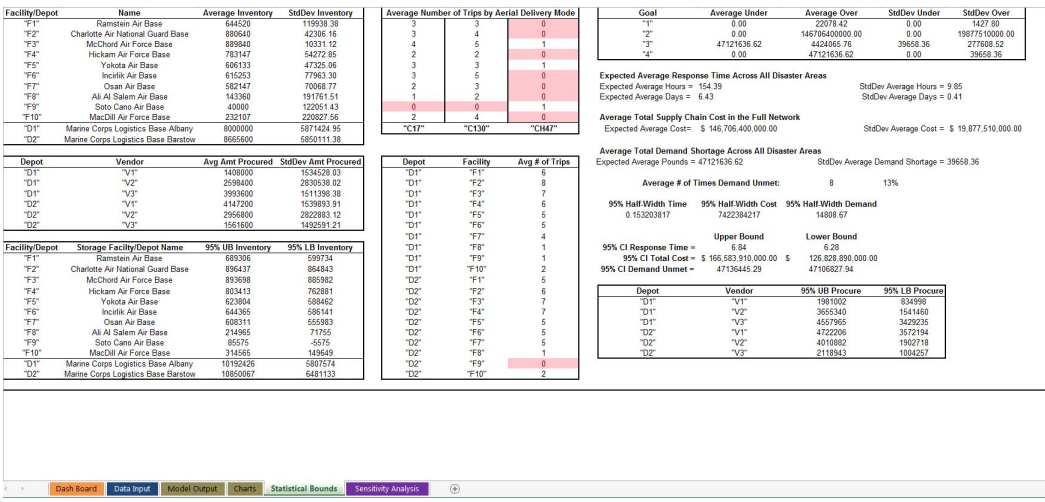 Facility/Depot Name Average Inventory StdDev Inventory
"F1" Ramstein Air Base 644520 119938.38
"F2" Charlotte Air National Guard Base 880640 42306.16
"F3" McChord Air Force Base 889840 10331.12
"F4" Hickam Air Force Base 783147 54272.85
"F5" Yokota Air Base 606133 47325.06
"F6" Incirlik Air Base 615253 77963.30
"F7" Osan Air Base 582147 70068.77
"F8" Ali Al Salem Air Base 143360 191761.51
"F9" Soto Cano Air Base 40000 122051.43
"F10" MacDill Air Force Base 232107 220827.56
"D1" Marine Corps Logistics Base Albany 8000000 5871424.95
"D2" Marine Corps Logistics Base Barstow 8665600 5850111.38
Average Number of Trips by Aerial Delivery Mode
3 3 0
3 4 0
4 5 1
2 2 0
3 3 1
3 5 0
2 3 0
1 2 0
0 0 1
2 4 0
"C17" "C130" "CH47"
Goal Average Under Average Over StdDev Under StdDev Over
"1" 0.00 22078.42 0.00 1427.80
"2" 0.00 146706400000.00 0.00 19877510000.00
"3" 47121636.62 4424065.76 39658.36 277608.52
"4" 0.00 47121636.62 0.00 39658.36
Expected Average Response Time Across All Disaster Areas
Expected Average Hours = 154.39 StdDev Average Hours = 9.85
Expected Average Days = 6.43 StdDev Average Days = 0.41
Average Total Supply Chain Cost in the Full Network
Expected Average Cost= $ 146,706,400,000.00 StdDev Average Cost = $ 19,877,510,000.00
Average Total Demand Shortage Across All Disaster Areas
Expected Average Pounds = 47121636.62 StdDev Average Demand Shortage = 39658.36
Average # of Times Demand Unmet: 8 13%
95% Half-Width Time 95% Half-Width Cost 95% Half-Width Demand
0.153203817 7422384217 14808.67
Upper Bound Lower Bound
95% CI Response Time = 6.84 6.28
95% CI Total Cost = $ 166,583,910,000.00 $ 126,828,890,000.00
95% CI Demand Unmet = 47136445.29 47106827.94
Depot Vendor Avg Amt Procured StdDev Amt Procured
"D1" "V1" 1408000 1534528.03
"D1" "V2" 2598400 2830538.02
"D1" "V3" 3993600 1511398.38
"D2" "V1" 4147200 1539893.91
"D2" "V2" 2956800 2822883.12
"D2" "V3" 1561600 1492591.21
Depot Facility Avg # of Trips
"D1" "F1" 6
"D1" "F2" 8
"D1" "F3" 7
"D1" "F4" 6
"D1" "F5" 5
"D1" "F6" 5
"D1" "F7" 4
"D1" "F8" 1
"D1" "F9" 1
"D1" "F10" 2
"D2" "F1" 5
"D2" "F2" 6
"D2" "F3" 7
"D2" "F4" 7
"D2" "F5" 5
"D2" "F6" 5
"D2" "F7" 5
"D2" "F8" 1
"D2" "F9" 0
"D2" "F10" 2
Facility/Depot Storage Facilty/Depot Name 95% UB Inventory 95% LB Inventory
"F1" Ramstein Air Base 689306 599734
"F2" Charlotte Air National Guard Base 896437 864843
"F3" McChord Air Force Base 893698 885982
"F4" Hickam Air Force Base 803413 762881
"F5" Yokota Air Base 623804 588462
"F6" Incirlik Air Base 644365 586141
"F7" Osan Air Base 608311 555983
"F8" Ali Al Salem Air Base 214965 71755
"F9" Soto Cano Air Base 85575 -5575
"F10" MacDill Air Force Base 314565 149649
"D1" Marine Corps Logistics Base Albany 10192426 5807574
"D2" Marine Corps Logistics Base Barstow 10850067 6481133
Depot Vendor 95% UB Procure 95% LB Procure
"D1" "V1" 1981002 834998
"D1" "V2" 3655340 1541460
"D1" "V3" 4557965 3429235
"D2" "V1" 4722206 3572194
"D2" "V2" 4010882 1902718
"D2" "V3" 2118943 1004257
Dash Board Data Input Model Output Charts Statistical Bounds Sensitivity Analysis